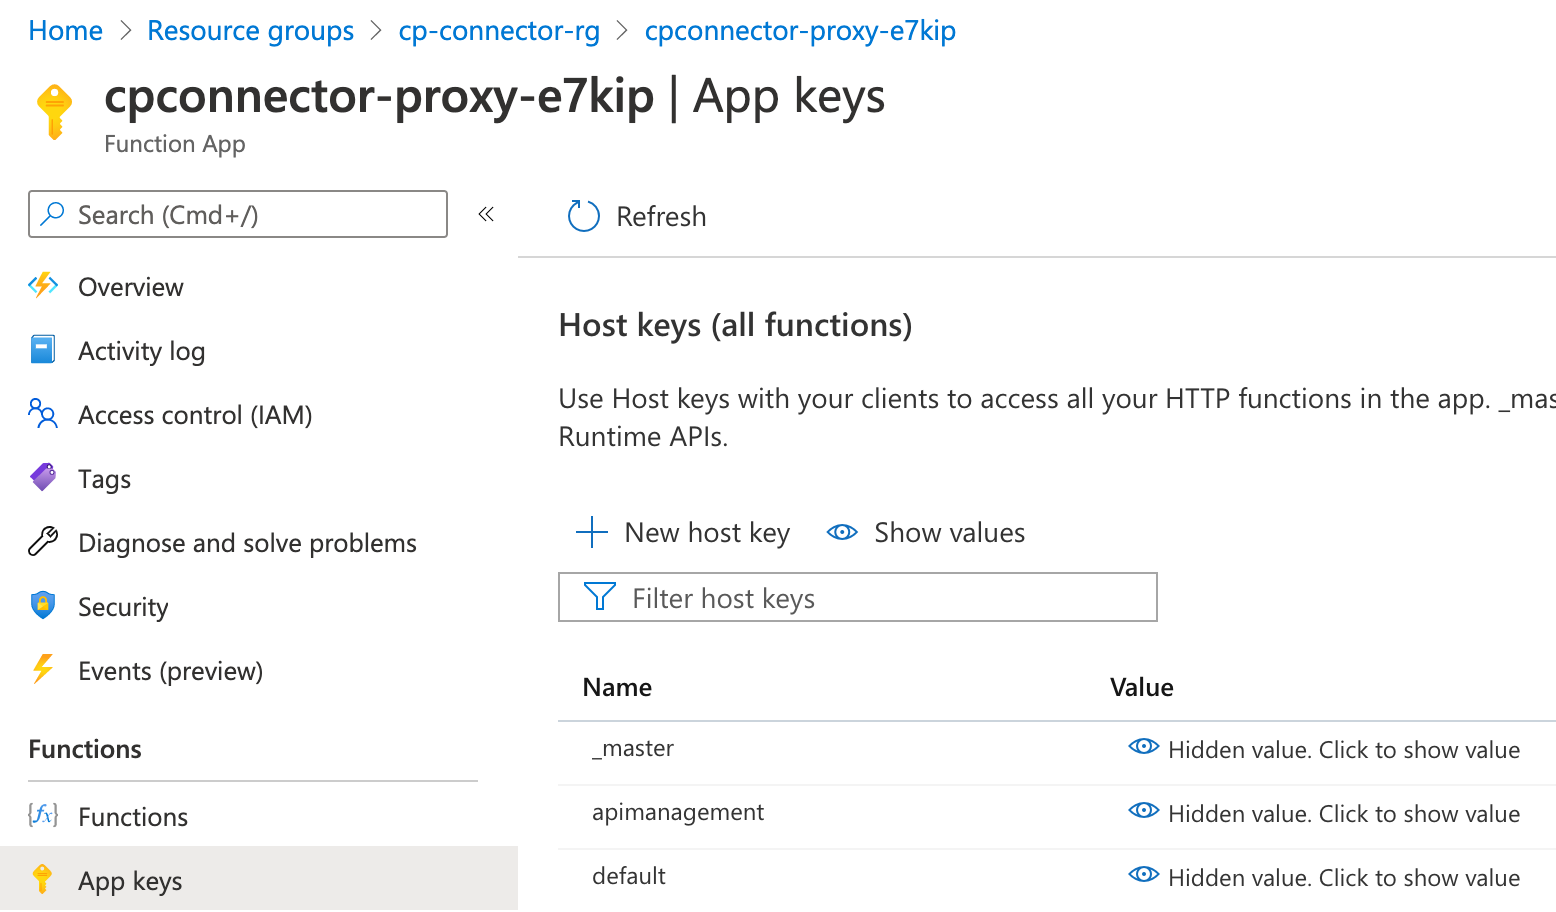 Home > Resource groups > cp-connector-rg > cpconnector-proxy-e7kip
cpconnector-proxy-e7kip | App keys
Function App
Search (Cmd+/)
«
Refresh
Overview
Activity log
Access control (IAM)
Tags
Diagnose and solve problems
Security
Events (preview)
Functions
Functions
App keys
Host keys (all functions)
Use Host keys with your clients to access all your HTTP functions in the app. _mas
Runtime APIs.
New host key Show values
Filter host keys
Name Value
_master Hidden value. Click to show value
apimanagement Hidden value. Click to show value
default Hidden value. Click to show value